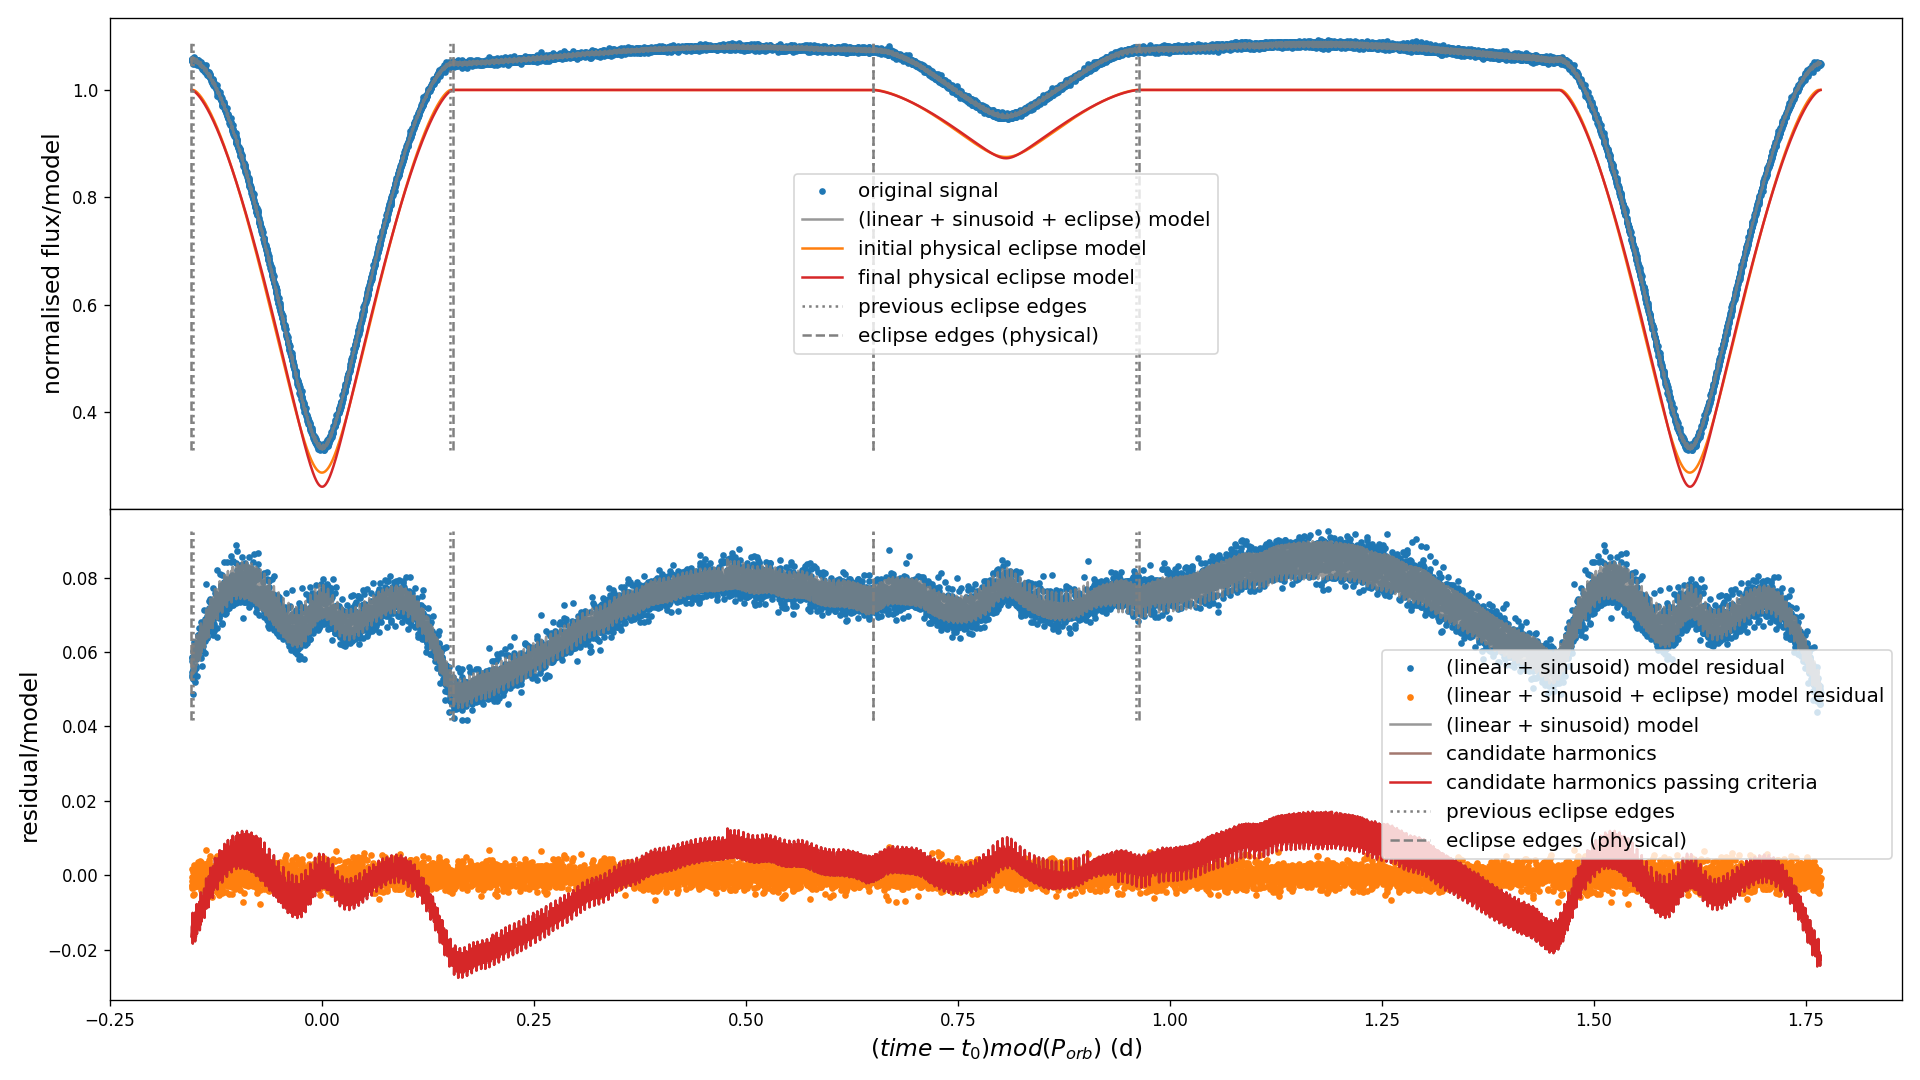 normalised flux/model
1.0
0.8
0.6
0.4
original signal
(linear + sinusoid + eclipse) model
initial physical eclipse model
final physical eclipse model
previous eclipse edges
eclipse edges (physical)
residual/model
0.08
0.06
0.04
0.02
0.00
−0.02
(linear + sinusoid) model residual
(linear + sinusoid + eclipse) model residual
(linear + sinusoid) model
candidate harmonics
candidate harmonics passing criteria
previous eclipse edges
eclipse edges (physical)
−0.25 0.00 0.25 0.50 0.75 1.00 1.25 1.50 1.75
(time − t₀)mod(P_orb) (d)